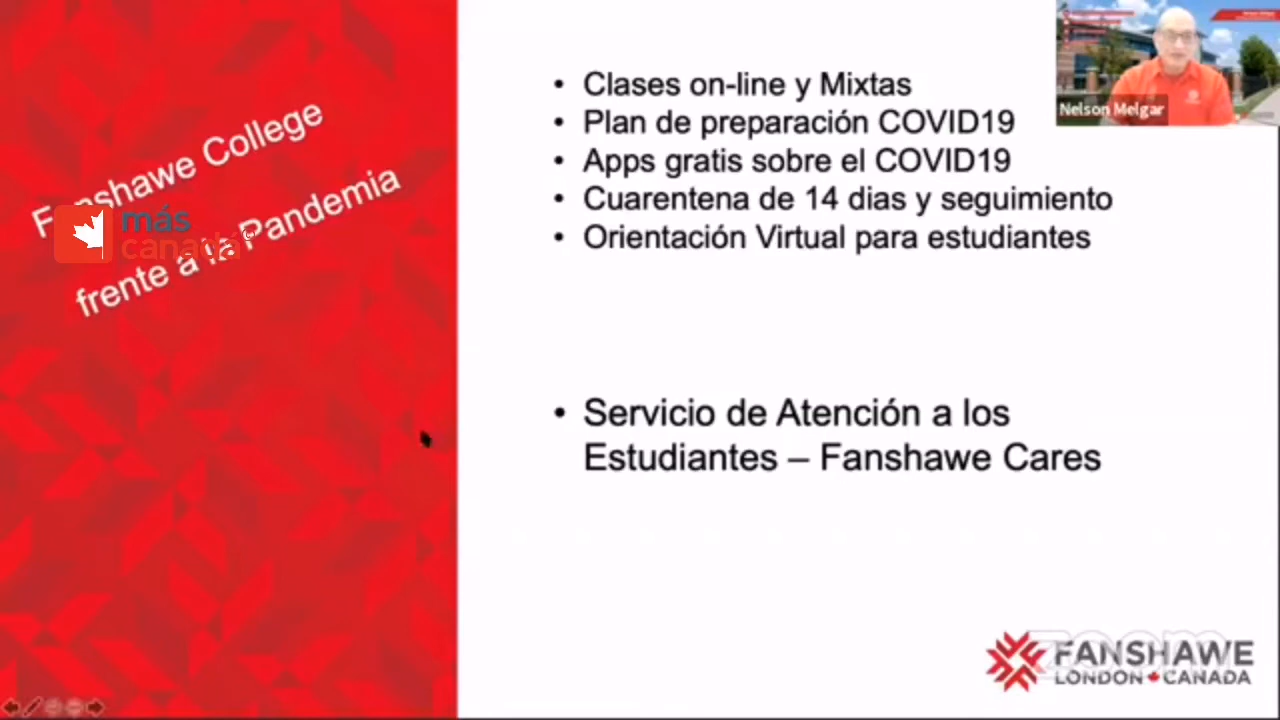 Fanshawe College
frente a la Pandemia
más
canada
• Clases on-line y Mixtas
• Plan de preparación COVID19
• Apps gratis sobre el COVID19
• Cuarentena de 14 dias y seguimiento
• Orientación Virtual para estudiantes
• Servicio de Atención a los
Estudiantes – Fanshawe Cares
Nelson Melgar
zoom
FANSHAWE
LONDON CANADA